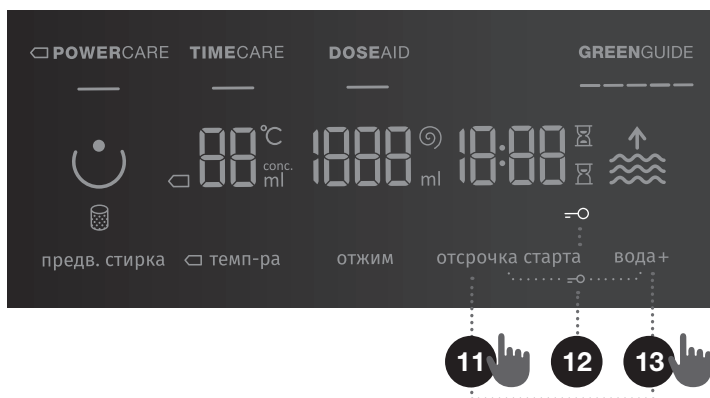 POWERCARE TIMECARE DOSEAID GREENGUIDE
88 °C 1888 18:88
conc.
ml ml
предв. стирка темп-ра отжим отсрочка старта вода+
11 12 13